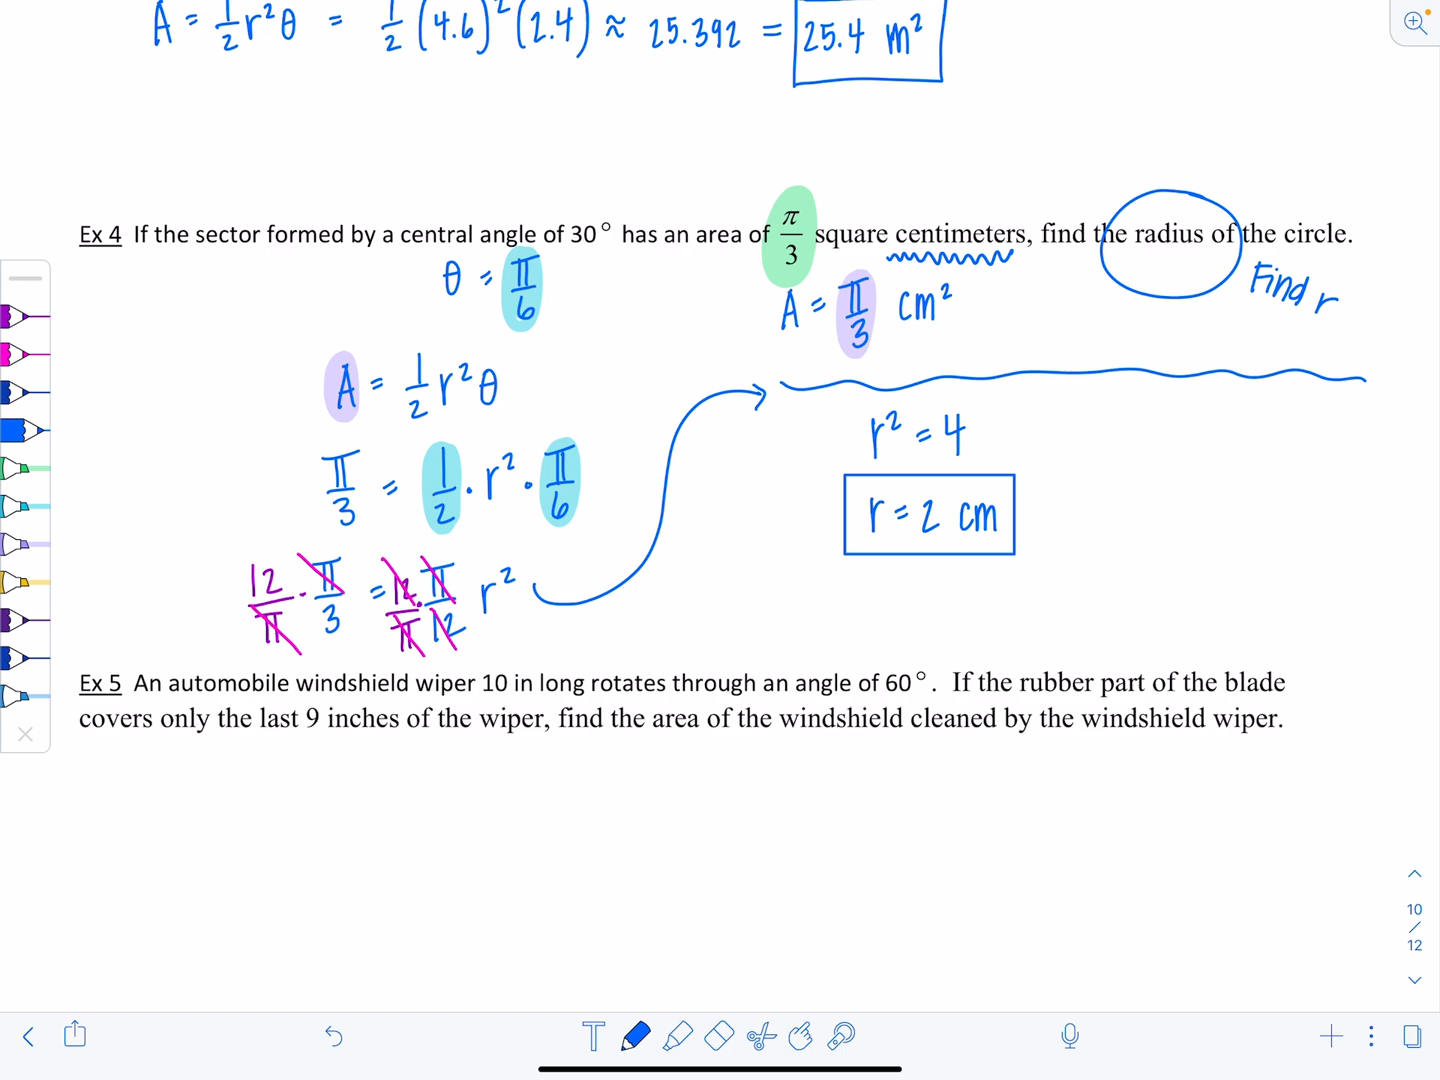 A = 1/2 r²θ = 1/2 (4.6)² (2.4) ≈ 25.392 = 25.4 m²
Ex 4 If the sector formed by a central angle of 30° has an area of π/3 square centimeters, find the radius of the circle.
θ = π/6
A = π/3 cm²
Find r
A = 1/2 r²θ
π/3 = 1/2 · r² · π/6
12/π · π/3 = 12/π · π/12 r²
r² = 4
r = 2 cm
Ex 5 An automobile windshield wiper 10 in long rotates through an angle of 60°. If the rubber part of the blade
covers only the last 9 inches of the wiper, find the area of the windshield cleaned by the windshield wiper.
10
/
12
T